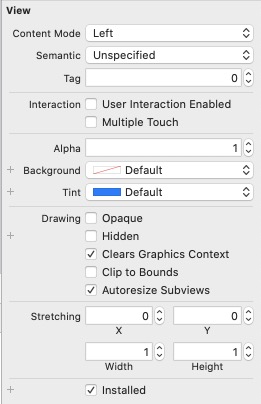 View
Content Mode Left
Semantic Unspecified
Tag 0
Interaction User Interaction Enabled
Multiple Touch
Alpha 1
+ Background Default
+ Tint Default
Drawing Opaque
+ Hidden
Clears Graphics Context
Clip to Bounds
Autoresize Subviews
Stretching 0 0
X Y
1 1
Width Height
+ Installed